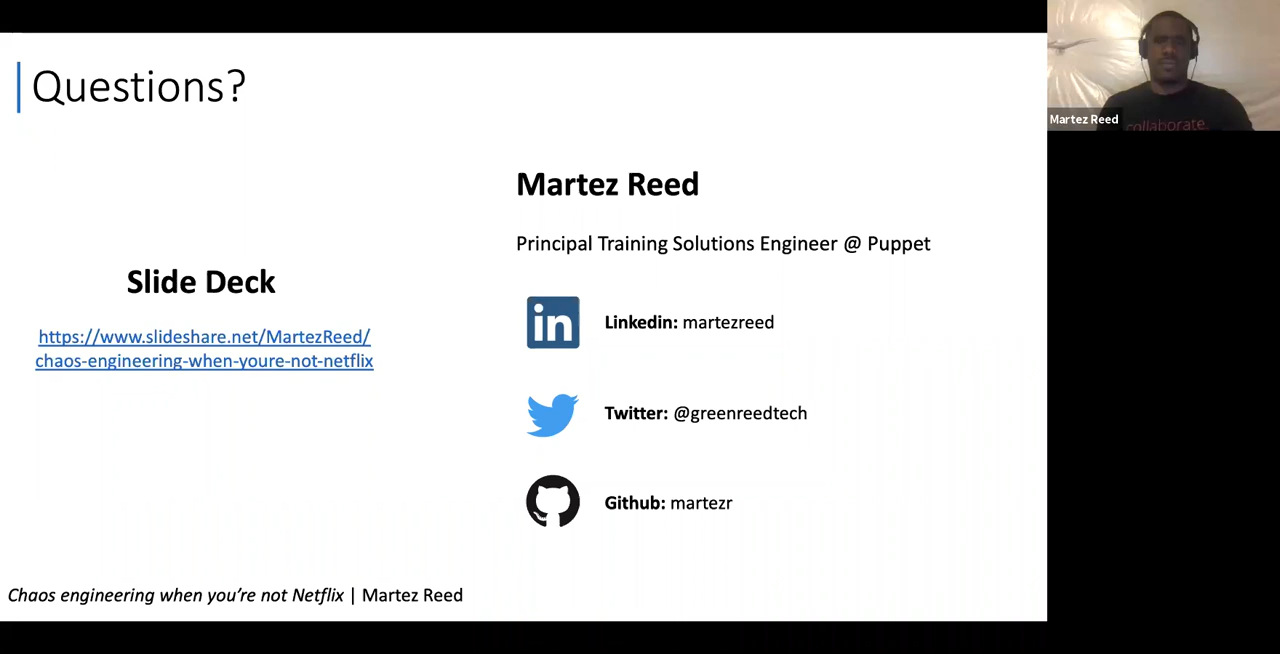 Questions?
Martez Reed
Principal Training Solutions Engineer @ Puppet
Slide Deck
https://www.slideshare.net/MartezReed/
chaos-engineering-when-youre-not-netflix
in
Linkedin: martezreed
Twitter: @greenreedtech
Github: martezr
Chaos engineering when you're not Netflix | Martez Reed
collaborate.
Martez Reed